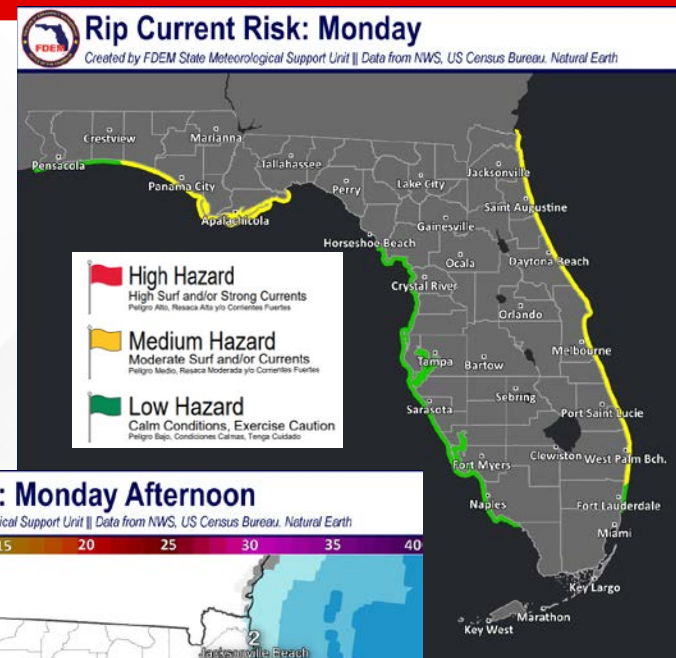 FDEM
Rip Current Risk: Monday
Created by FDEM State Meteorological Support Unit || Data from NWS, US Census Bureau. Natural Earth
Crestview
Marianna
Pensacola
Tallahassee
Panama City
Perry
Lake City
Jacksonville
Apalachicola
Saint Augustine
Gainesville
Horseshoe Beach
Ocala
Daytona Beach
Crystal River
Orlando
Tampa
Bartow
Melbourne
Sebring
Sarasota
Port Saint Lucie
Fort Myers
Clewiston
West Palm Bch.
Naples
Fort Lauderdale
Miami
Key Largo
Marathon
Key West
High Hazard
High Surf and/or Strong Currents
Peligro Alto, Resaca Alta y/o Corrientes Fuertes
Medium Hazard
Moderate Surf and/or Currents
Peligro Medio, Resaca Moderada y/o Corrientes Fuertes
Low Hazard
Calm Conditions, Exercise Caution
Peligro Bajo, Condiciones Calmas, Tenga Cuidado
: Monday Afternoon
ical Support Unit || Data from NWS, US Census Bureau. Natural Earth
15 20 25 30 35 40
2
Jacksonville Beach